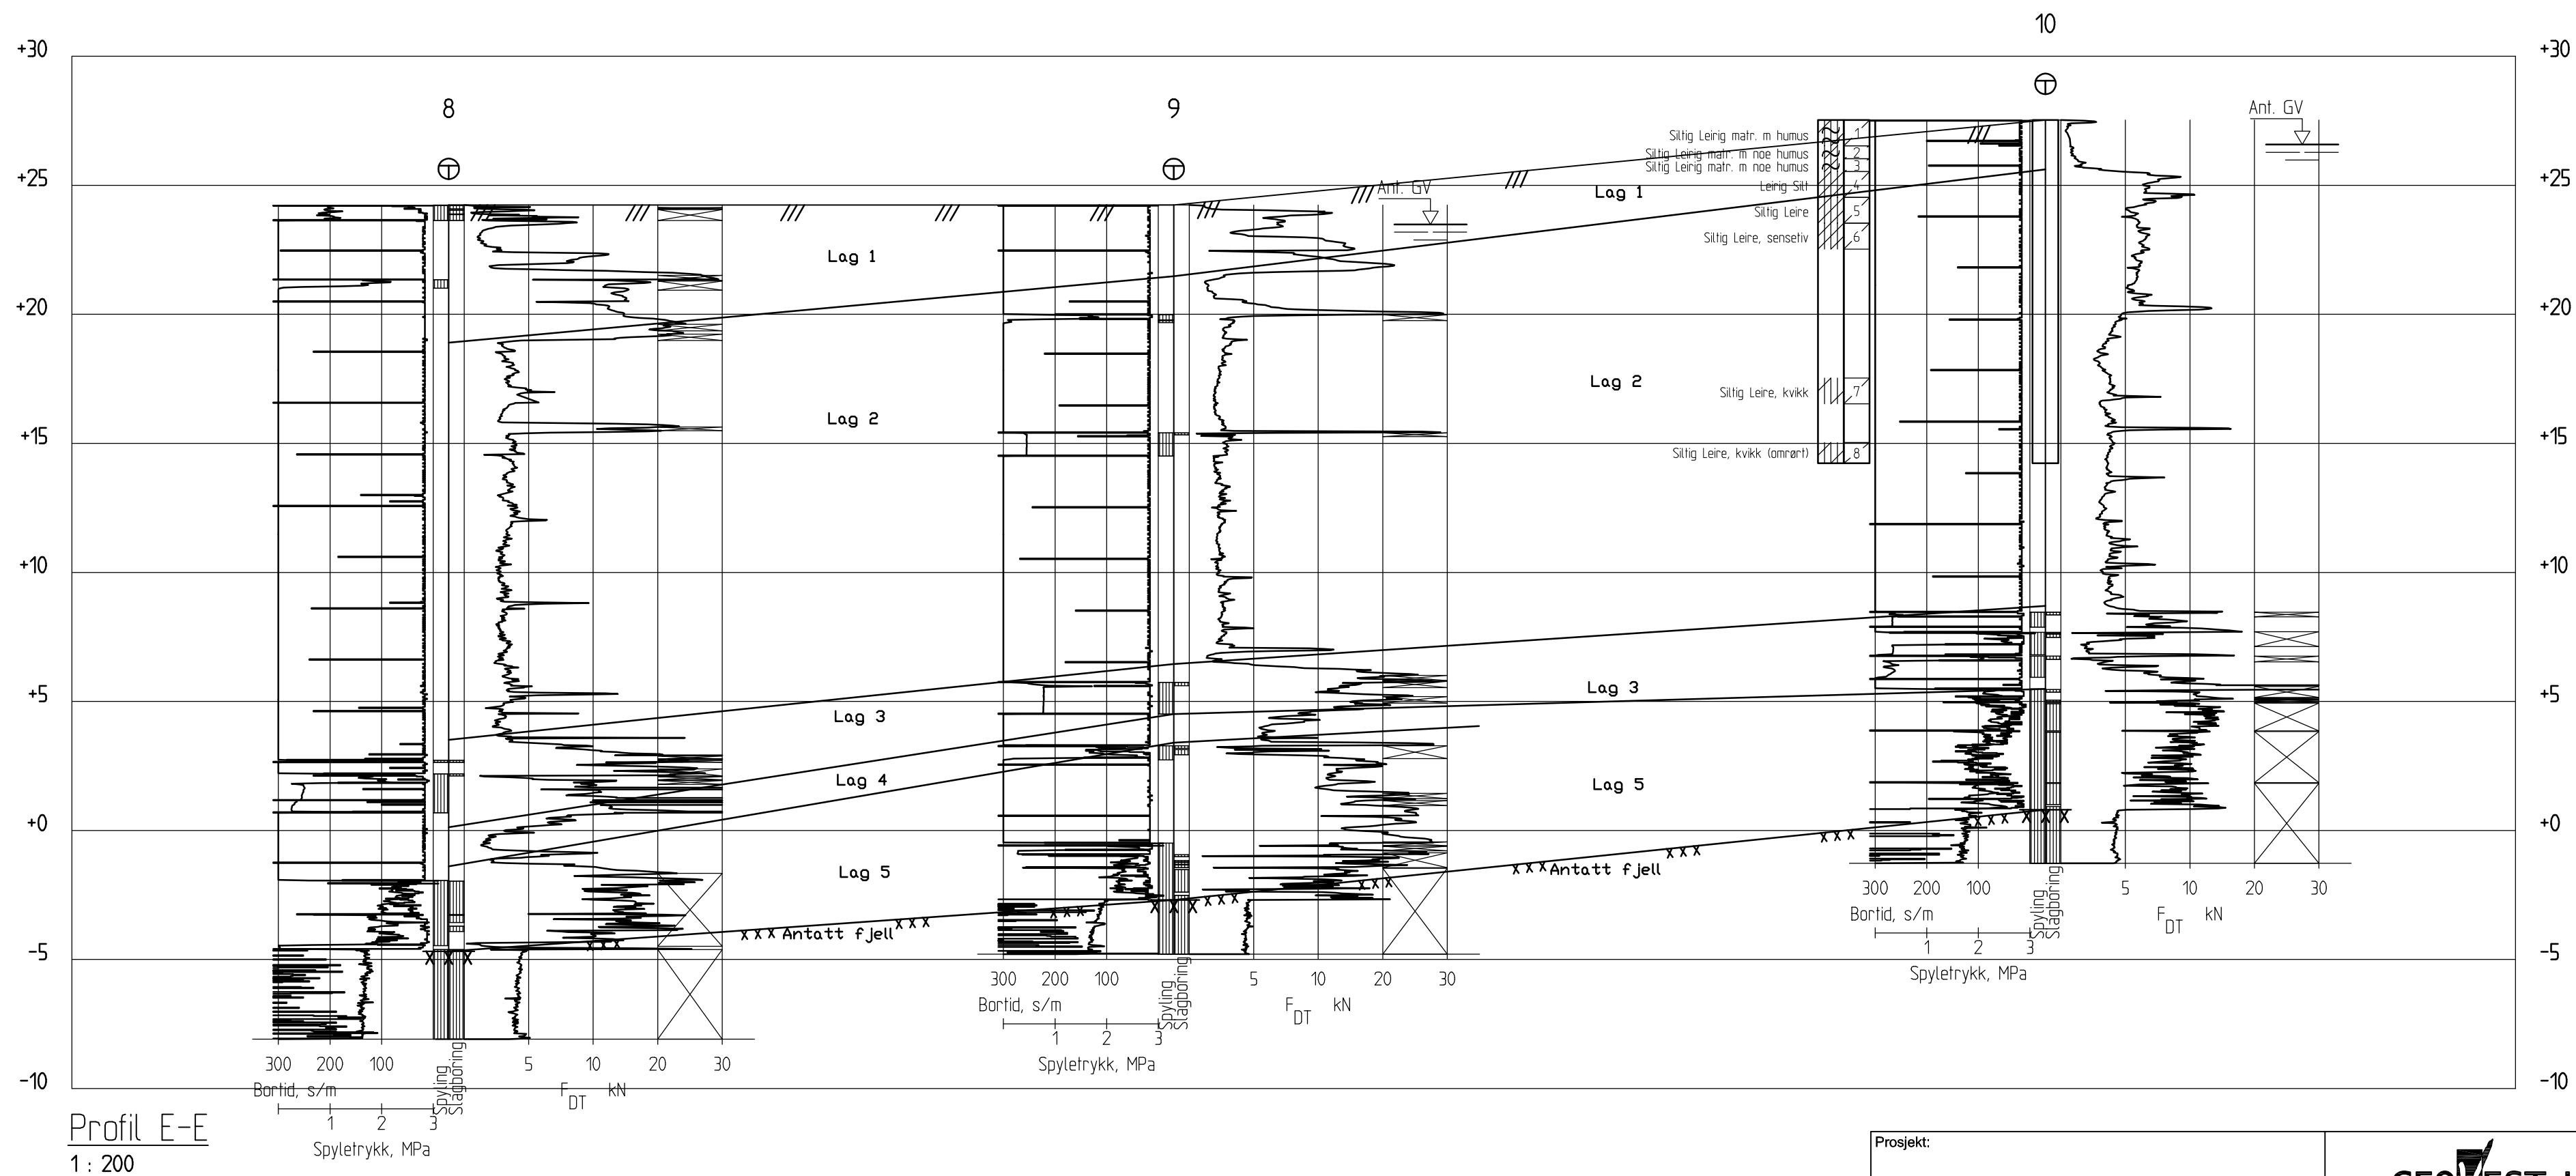 10
+30
+30
8
9
Ant. GV
Siltig Leirig matr. m humus
1
Siltig Leirig matr. m noe humus
2
Siltig Leirig matr. m noe humus
3
+25
+25
Ant. GV
Leirig Silt
4
Lag 1
Siltig Leire
5
Siltig Leire, sensetiv
6
Lag 1
+20
+20
Lag 2
Siltig Leire, kvikk
7
Lag 2
+15
+15
Siltig Leire, kvikk (omrørt)
8
+10
+10
+5
+5
Lag 3
Lag 3
Lag 4
Lag 5
+0
+0
Lag 5
x x x Antatt fjell x x x
x x x Antatt fjell
300 200 100
5 10 20 30
Spyling
Slagboring
Bortid, s/m
FDT kN
1 2 3
Spyletrykk, MPa
-5
-5
300 200 100
5 10 20 30
Spyling
Slagboring
Bortid, s/m
FDT kN
1 2 3
Spyletrykk, MPa
300 200 100
5 10 20 30
Spyling
Slagboring
Bortid, s/m
FDT kN
1 2 3
Spyletrykk, MPa
-10
-10
Profil E-E
1 : 200
Prosjekt: